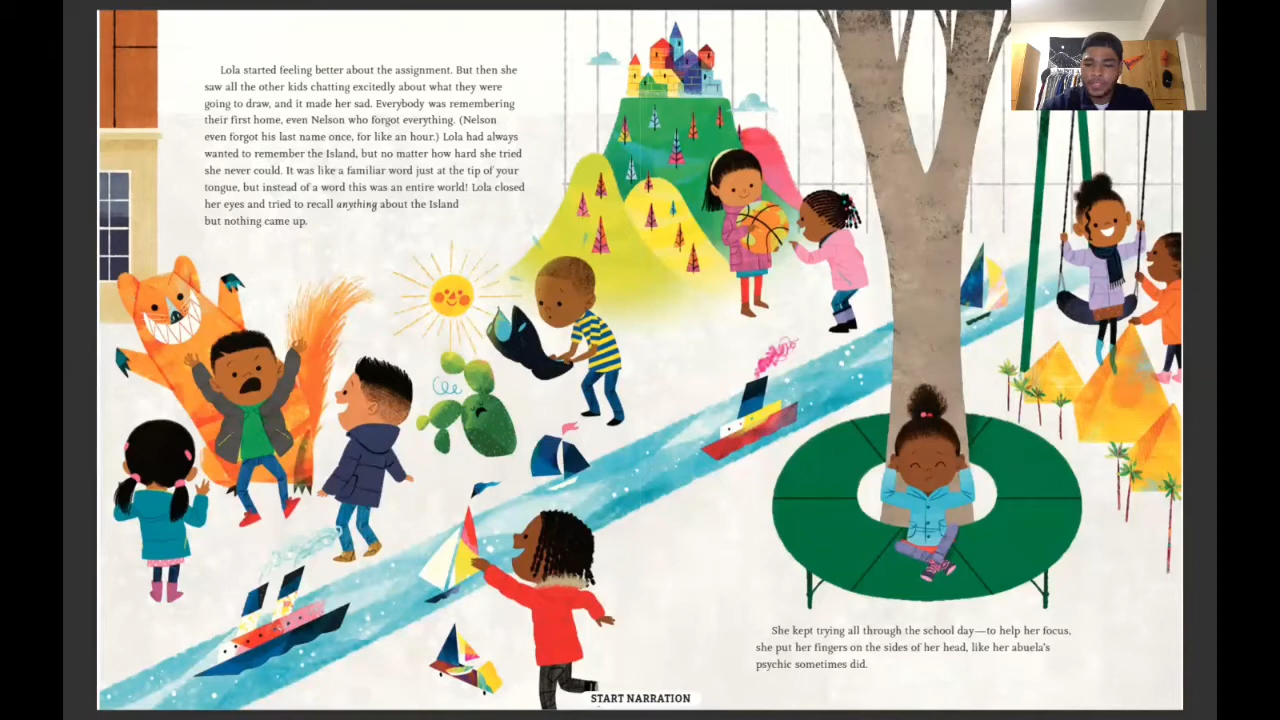 Lola started feeling better about the assignment. But then she
saw all the other kids chatting excitedly about what they were
going to draw, and it made her sad. Everybody was remembering
their first home, even Nelson who forgot everything. (Nelson
even forgot his last name once, for like an hour.) Lola had always
wanted to remember the Island, but no matter how hard she tried
she never could. It was like a familiar word just at the tip of your
tongue, but instead of a word this was an entire world! Lola closed
her eyes and tried to recall anything about the Island
but nothing came up.
She kept trying all through the school day—to help her focus,
she put her fingers on the sides of her head, like her abuela's
psychic sometimes did.
START NARRATION